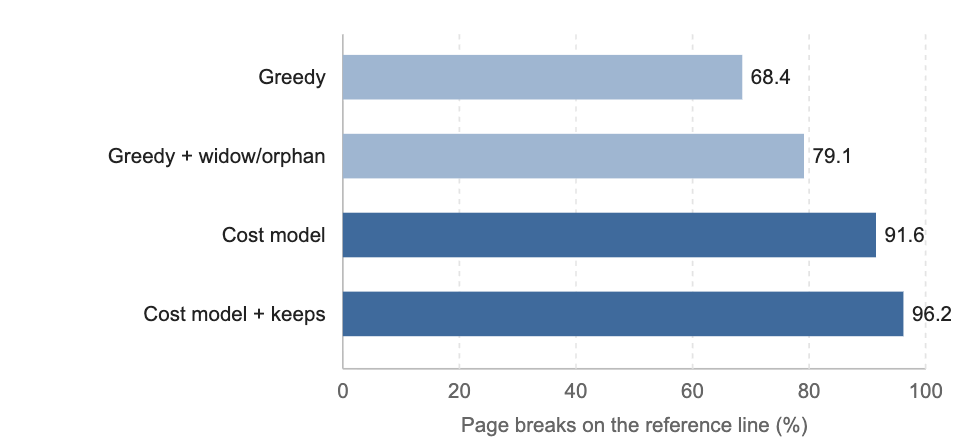 Greedy 68.4
Greedy + widow/orphan 79.1
Cost model 91.6
Cost model + keeps 96.2
0 20 40 60 80 100
Page breaks on the reference line (%)